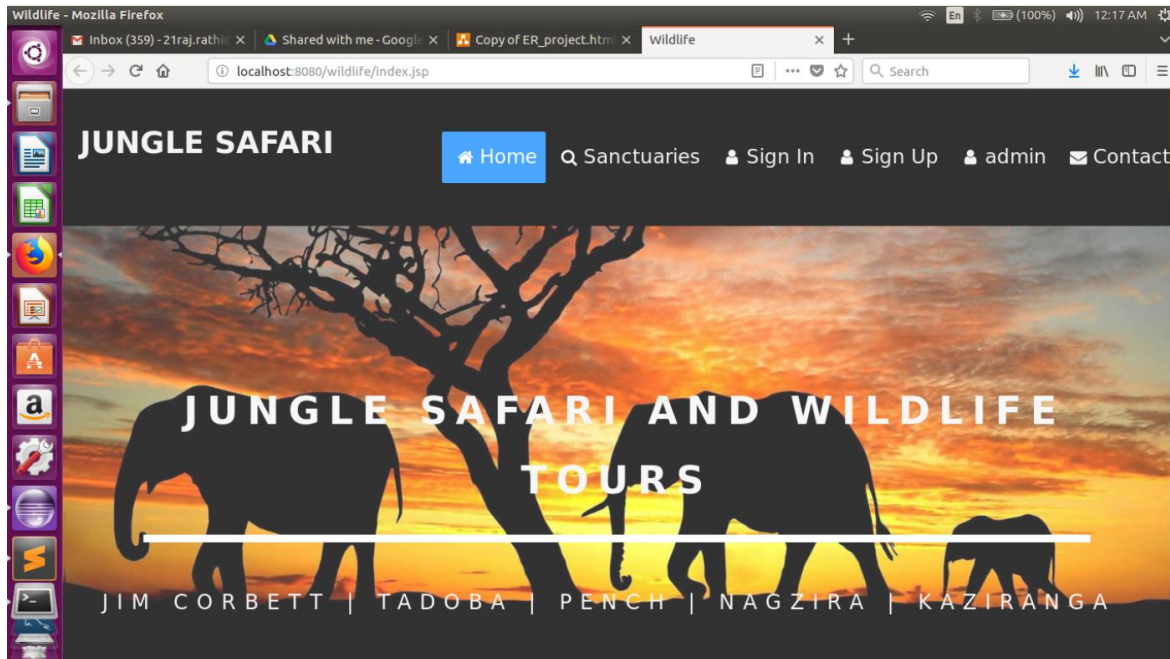 Wildlife - Mozilla Firefox
En (100%) 12:17 AM
Inbox (359) - 21raj.rathi
Shared with me - Google
Copy of ER_project.htm
Wildlife
localhost:8080/wildlife/index.jsp
Search
JUNGLE SAFARI
Home Sanctuaries Sign In Sign Up admin Contact
JUNGLE SAFARI AND WILDLIFE
TOURS
JIM CORBETT | TADOBA | PENCH | NAGZIRA | KAZIRANGA